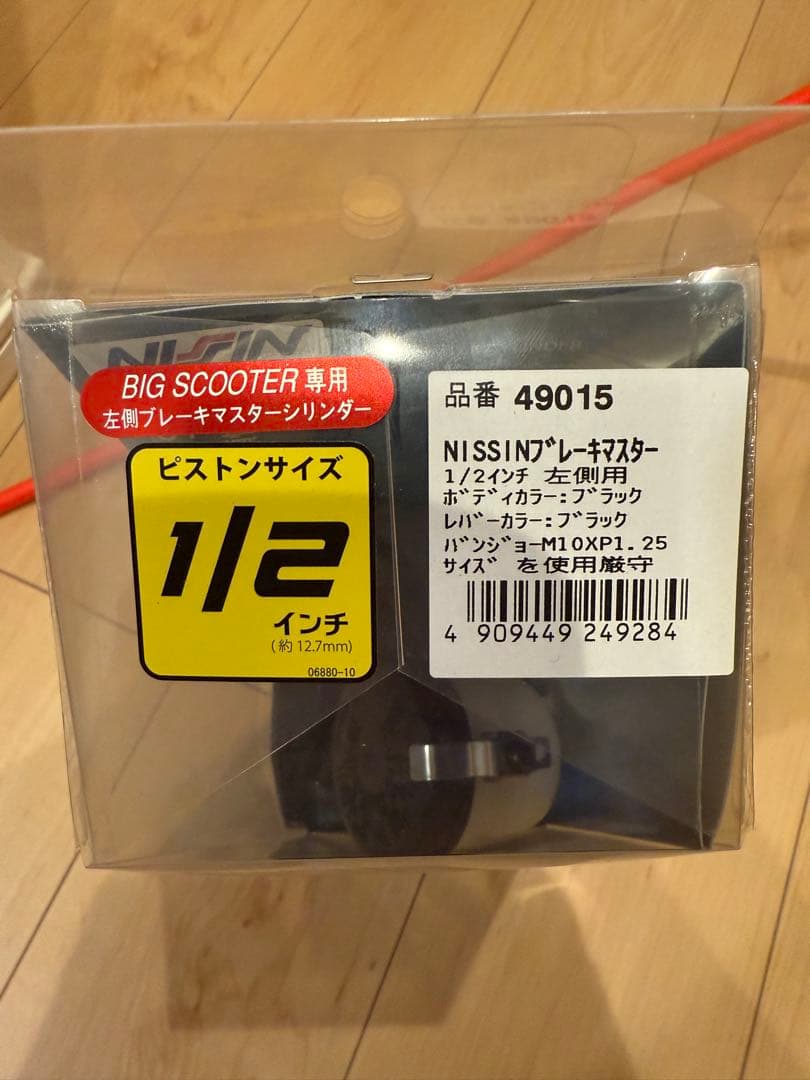 NISSIN
BIG SCOOTER 専用
左側ブレーキマスターシリンダー
ピストンサイズ
1/2
インチ
(約 12.7mm)
06880-10
品番 49015
NISSINﾌﾞﾚｰｷﾏｽﾀｰ
1/2ｲﾝﾁ 左側用
ﾎﾞﾃﾞｨｶﾗｰ:ﾌﾞﾗｯｸ
ﾚﾊﾞｰｶﾗｰ:ﾌﾞﾗｯｸ
ﾊﾞﾝｼﾞｮｰM10XP1.25
ｻｲｽﾞ を使用厳守
4 909449 249284